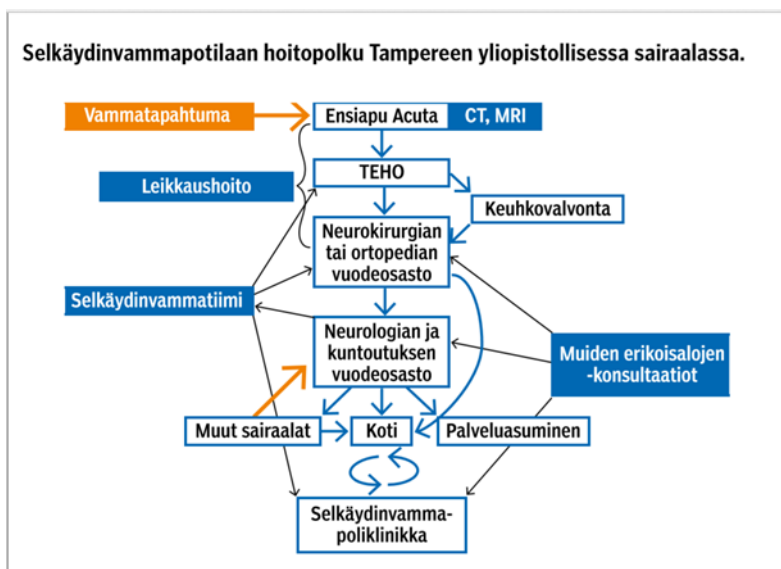 Selkäydinvammapotilaan hoitopolku Tampereen yliopistollisessa sairaalassa.
Vammatapahtuma
Ensiapu Acuta
CT, MRI
TEHO
Leikkaushoito
Keuhkovalvonta
Neurokirurgian
tai ortopedian
vuodeosasto
Selkäydinvammatiimi
Neurologian ja
kuntoutuksen
vuodeosasto
Muiden erikoisalojen
-konsultaatiot
Muut sairaalat
Koti
Palveluasuminen
Selkäydinvamma-
poliklinikka